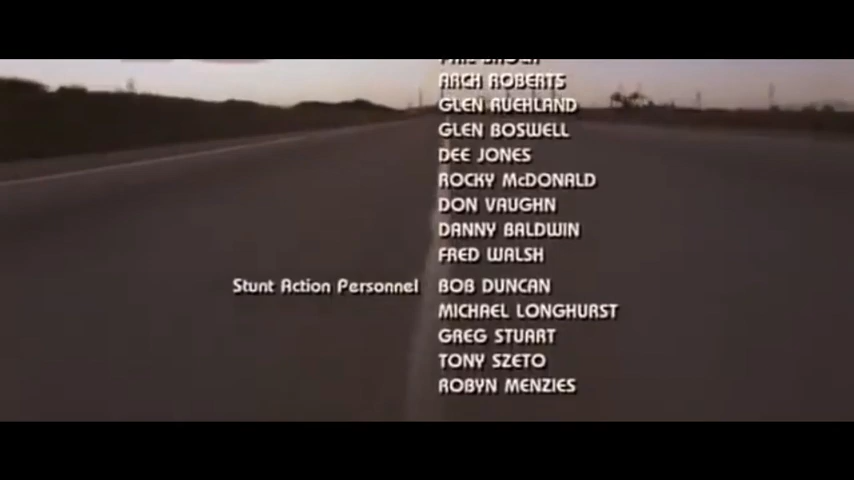 ARCH ROBERTS
GLEN RUEHLAND
GLEN BOSWELL
DEE JONES
ROCKY McDONALD
DON VAUGHN
DANNY BALDWIN
FRED WALSH
Stunt Action Personnel BOB DUNCAN
MICHAEL LONGHURST
GREG STUART
TONY SZETO
ROBYN MENZIES